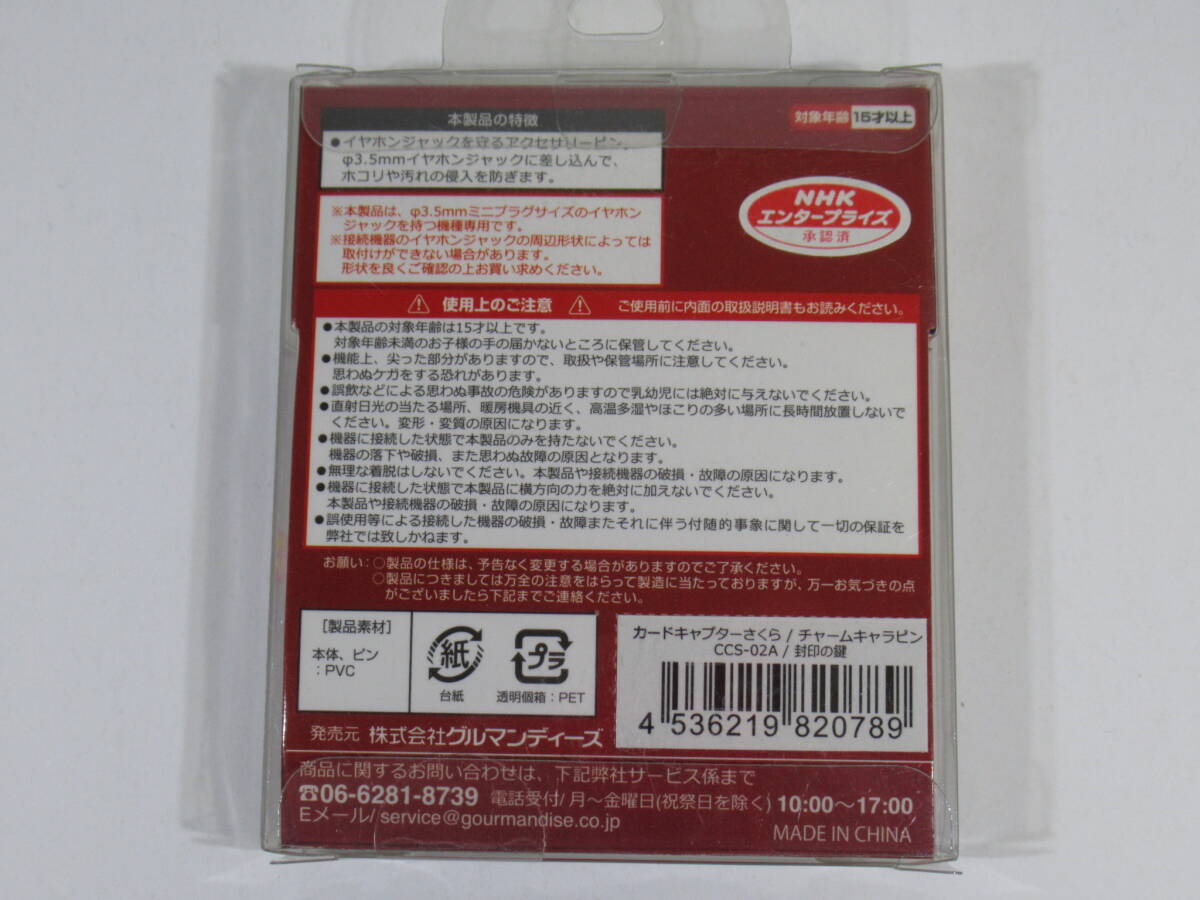 本製品の特徴
●イヤホンジャックを守るアクセサリーピン。
φ3.5mmイヤホンジャックに差し込んで、
ホコリや汚れの侵入を防ぎます。
対象年齢 15才以上
NHK
エンタープライズ
承認済
※本製品は、φ3.5mmミニプラグサイズのイヤホン
ジャックを持つ機種専用です。
※接続機器のイヤホンジャックの周辺形状によっては
取付けができない場合があります。
形状を良くご確認の上お買い求めください。
⚠ 使用上のご注意 ⚠ ご使用前に内面の取扱説明書もお読みください。
●本製品の対象年齢は15才以上です。
対象年齢未満のお子様の手の届かないところに保管してください。
●機能上、尖った部分がありますので、取扱や保管場所に注意してください。
思わぬケガをする恐れがあります。
●誤飲などによる思わぬ事故の危険がありますので乳幼児には絶対に与えないでください。
●直射日光の当たる場所、暖房機具の近く、高温多湿やほこりの多い場所に長時間放置しないで
ください。変形・変質の原因になります。
●機器に接続した状態で本製品のみを持たないでください。
機器の落下や破損、また思わぬ故障の原因となります。
●無理な着脱はしないでください。本製品や接続機器の破損・故障の原因になります。
●機器に接続した状態で本製品に横方向の力を絶対に加えないでください。
本製品や接続機器の破損・故障の原因になります。
●誤使用等による接続した機器の破損・故障またそれに伴う付随的事象に関して一切の保証を
弊社では致しかねます。
お願い:○製品の仕様は、予告なく変更する場合がありますのでご了承ください。
○製品につきましては万全の注意をはらって製造に当たっておりますが、万一お気づきの点
がございましたら下記までご連絡ください。
[製品素材]
本体、ピン
:PVC
紙
台紙
プラ
透明個箱:PET
カードキャプターさくら / チャームキャラピン
CCS-02A / 封印の鍵
4 536219 820789
発売元 株式会社グルマンディーズ
商品に関するお問い合わせは、下記弊社サービス係まで
☎06-6281-8739 電話受付/月～金曜日(祝祭日を除く) 10:00～17:00
Eメール/ service@gourmandise.co.jp
MADE IN CHINA